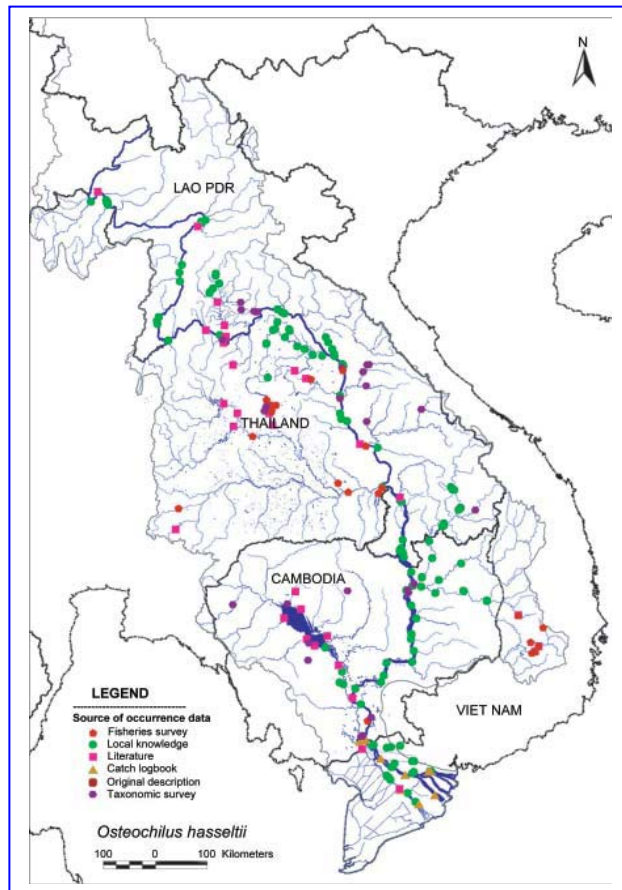 N
LAO PDR
THAILAND
CAMBODIA
VIET NAM
LEGEND
Source of occurrence data
Fisheries survey
Local knowledge
Literature
Catch logbook
Original description
Taxonomic survey
Osteochilus hasseltii
100 0 100 Kilometers